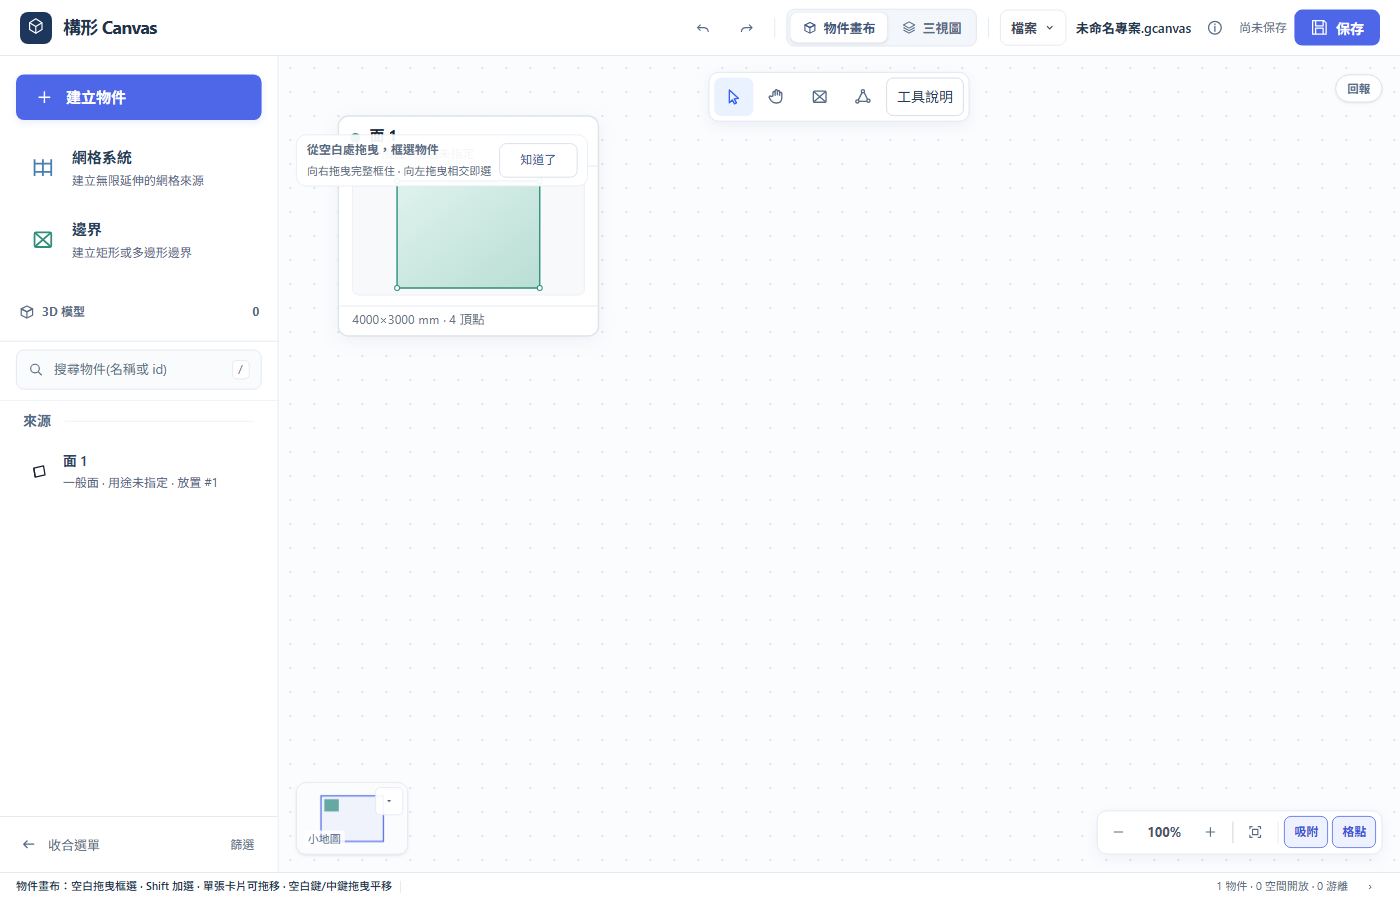 構形 Canvas
物件畫布
三視圖
檔案
未命名專案.gcanvas
尚未保存
保存
建立物件
網格系統
建立無限延伸的網格來源
邊界
建立矩形或多邊形邊界
3D 模型
0
搜尋物件(名稱或 id)
/
來源
面 1
一般面 · 用途未指定 · 放置 #1
收合選單
篩選
工具說明
回報
面 1
從空白處拖曳，框選物件
向右拖曳完整框住 · 向左拖曳相交即選
知道了
4000×3000 mm · 4 頂點
小地圖
100%
吸附
格點
物件畫布：空白拖曳框選 · Shift 加選 · 單張卡片可拖移 · 空白鍵/中鍵拖曳平移
1 物件 · 0 空間開放 · 0 游離